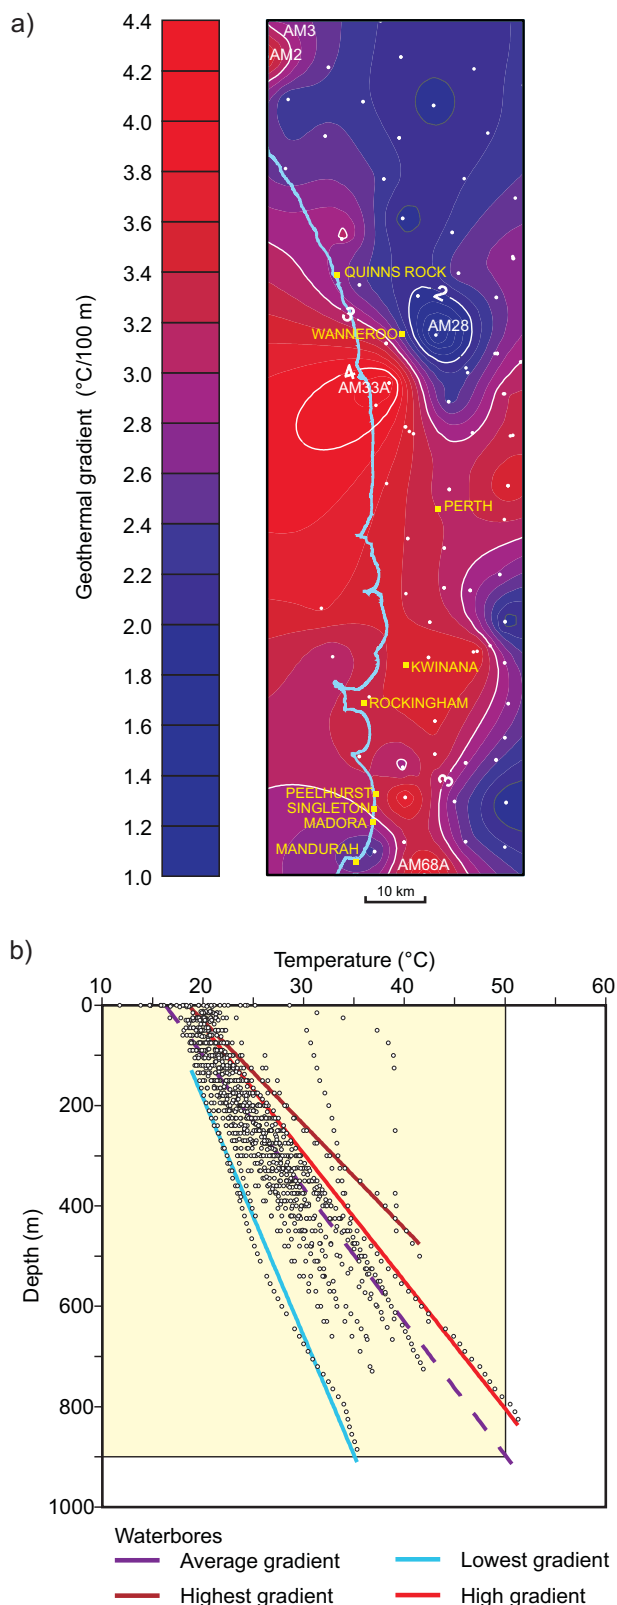 a)
4.4
4.2
4.0
3.8
3.6
3.4
3.2
3.0
2.8
2.6
2.4
2.2
2.0
1.8
1.6
1.4
1.2
1.0
Geothermal gradient (°C/100 m)
AM3
AM2
QUINNS ROCK
2
3
WANNEROO
AM28
4
AM33A
PERTH
KWINANA
ROCKINGHAM
3
PEELHURST
SINGLETON
MADORA
MANDURAH
AM68A
10 km
b)
Temperature (°C)
10 20 30 40 50 60
0
200
400
600
800
1000
Depth (m)
Waterbores
Average gradient
Lowest gradient
Highest gradient
High gradient